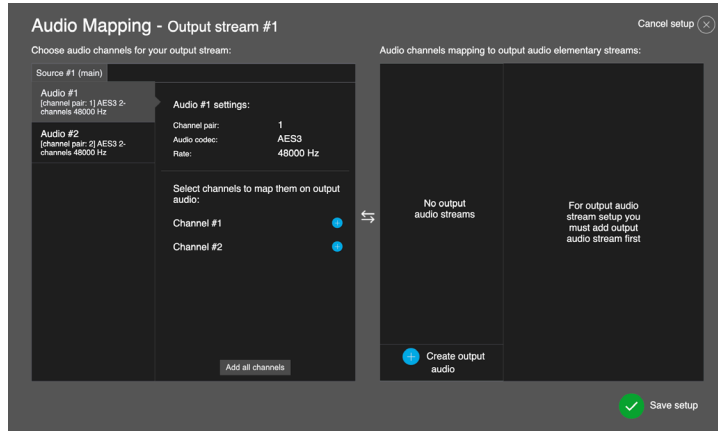 Audio Mapping - Output stream #1
Cancel setup
Choose audio channels for your output stream:
Audio channels mapping to output audio elementary streams:
Source #1 (main)
Audio #1
[channel pair: 1] AES3 2-
channels 48000 Hz
Audio #2
[channel pair: 2] AES3 2-
channels 48000 Hz
Audio #1 settings:
Channel pair: 1
Audio codec: AES3
Rate: 48000 Hz
Select channels to map them on output
audio:
Channel #1
Channel #2
Add all channels
No output
audio streams
For output audio
stream setup you
must add output
audio stream first
Create output
audio
Save setup